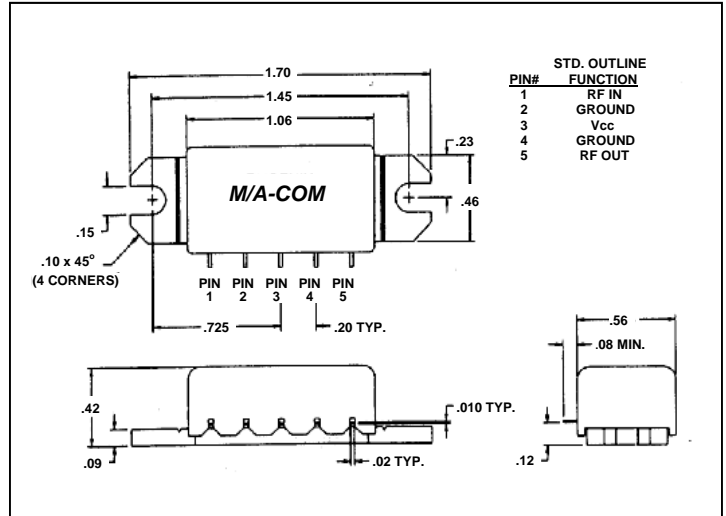 STD. OUTLINE
PIN# FUNCTION
1 RF IN
2 GROUND
3 Vcc
4 GROUND
5 RF OUT
1.70
1.45
1.06
.23
M/A-COM
.46
.15
.10 x 45°
(4 CORNERS)
PIN 1
PIN 2
PIN 3
PIN 4
PIN 5
.725
.20 TYP.
.56
.08 MIN.
.42
.010 TYP.
.09
.02 TYP.
.12